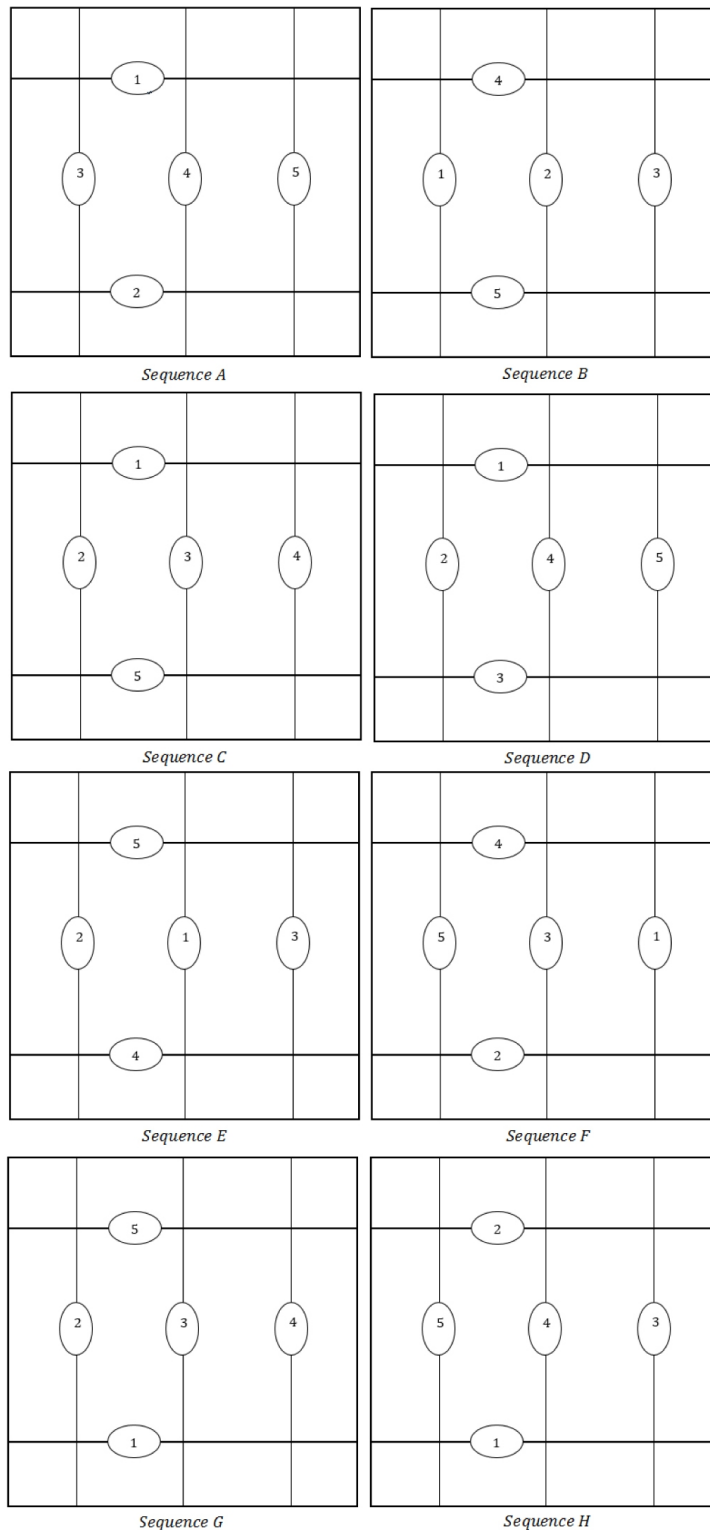 1 4
3 4 5 1 2 3
2 5
Sequence A Sequence B
1 1
2 3 4 2 4 5
5 3
Sequence C Sequence D
5 4
2 1 3 5 3 1
4 2
Sequence E Sequence F
5 2
2 3 4 5 4 3
1 1
Sequence G Sequence H